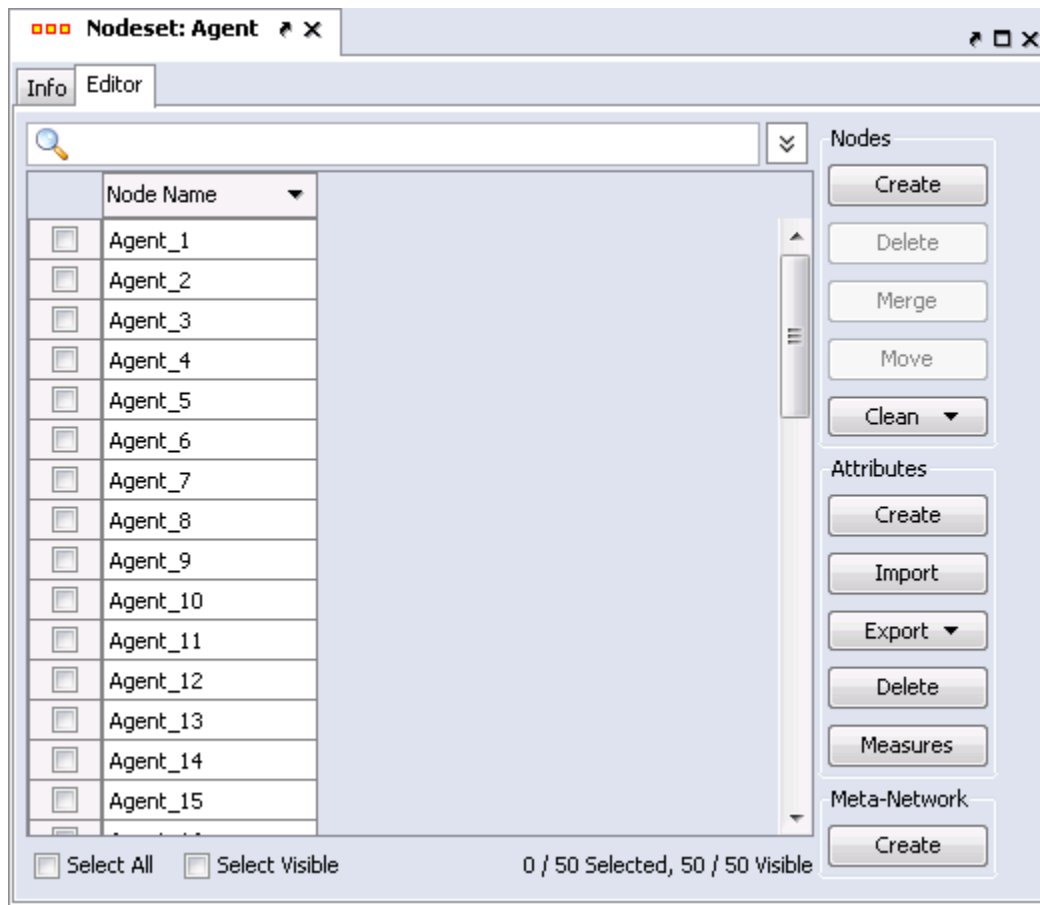 Nodeset: Agent
Info
Editor
Node Name
Agent_1
Agent_2
Agent_3
Agent_4
Agent_5
Agent_6
Agent_7
Agent_8
Agent_9
Agent_10
Agent_11
Agent_12
Agent_13
Agent_14
Agent_15
Select All
Select Visible
0 / 50 Selected, 50 / 50 Visible
Nodes
Create
Delete
Merge
Move
Clean
Attributes
Create
Import
Export
Delete
Measures
Meta-Network
Create